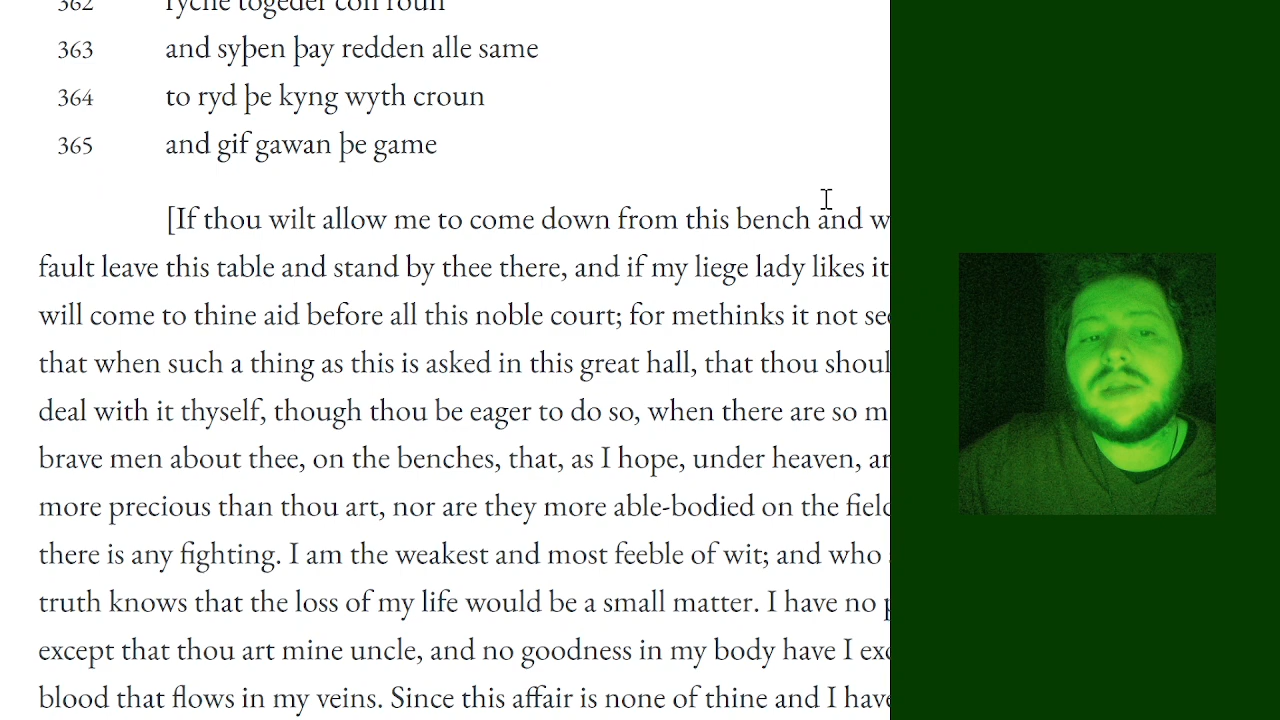 362 ryche togeder con roun
363 and syþen þay redden alle same
364 to ryd þe kyng wyth croun
365 and gif gawan þe game
[If thou wilt allow me to come down from this bench and w
fault leave this table and stand by thee there, and if my liege lady likes it
will come to thine aid before all this noble court; for methinks it not se
that when such a thing as this is asked in this great hall, that thou shoul
deal with it thyself, though thou be eager to do so, when there are so m
brave men about thee, on the benches, that, as I hope, under heaven, ar
more precious than thou art, nor are they more able-bodied on the fiel
there is any fighting. I am the weakest and most feeble of wit; and who
truth knows that the loss of my life would be a small matter. I have no p
except that thou art mine uncle, and no goodness in my body have I exc
blood that flows in my veins. Since this affair is none of thine and I have